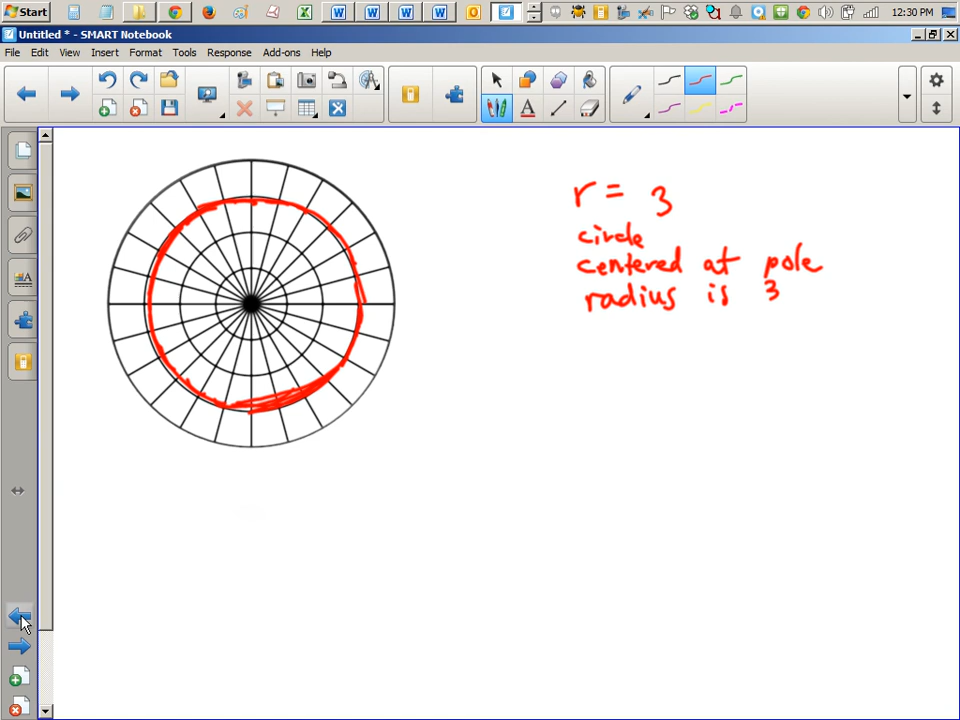 Start
12:30 PM
Untitled * - SMART Notebook
File Edit View Insert Format Tools Response Add-ons Help
r = 3
circle
centered at pole
radius is 3